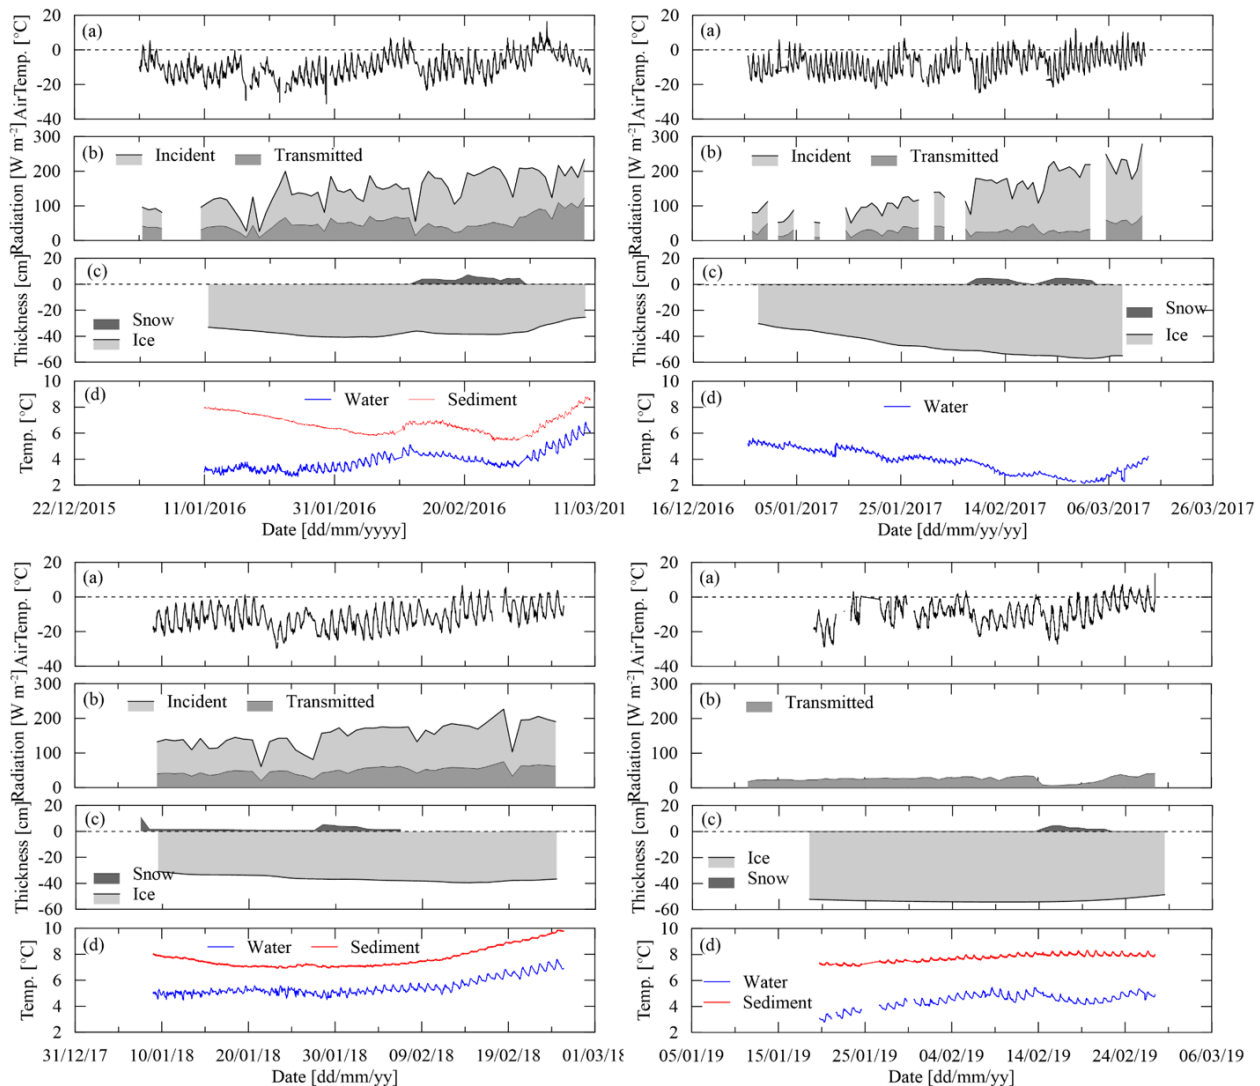 20
0
-20
-40
AirTemp. [°C]
(a)
300
200
100
0
Radiation [W m⁻²]
(b)
Incident
Transmitted
20
0
-20
-40
-60
Thickness [cm]
(c)
Snow
Ice
10
8
6
4
2
Temp. [°C]
(d)
Water
Sediment
22/12/2015
11/01/2016
31/01/2016
20/02/2016
11/03/201
Date [dd/mm/yyyy]
20
0
-20
-40
AirTemp. [°C]
(a)
300
200
100
0
Radiation [W m⁻²]
(b)
Incident
Transmitted
20
0
-20
-40
-60
Thickness [cm]
(c)
Snow
Ice
10
8
6
4
2
Temp. [°C]
(d)
Water
16/12/2016
05/01/2017
25/01/2017
14/02/2017
06/03/2017
26/03/2017
Date [dd/mm/yy/yy]
20
0
-20
-40
AirTemp. [°C]
(a)
300
200
100
0
Radiation [W m⁻²]
(b)
Incident
Transmitted
20
0
-20
-40
-60
Thickness [cm]
(c)
Snow
Ice
10
8
6
4
2
Temp. [°C]
(d)
Water
Sediment
31/12/17
10/01/18
20/01/18
30/01/18
09/02/18
19/02/18
01/03/18
Date [dd/mm/yy]
20
0
-20
-40
AirTemp. [°C]
(a)
300
200
100
0
Radiation [W m⁻²]
(b)
Transmitted
20
0
-20
-40
-60
Thickness [cm]
(c)
Ice
Snow
10
8
6
4
2
Temp. [°C]
(d)
Water
Sediment
05/01/19
15/01/19
25/01/19
04/02/19
14/02/19
24/02/19
06/03/19
Date [dd/mm/yy]